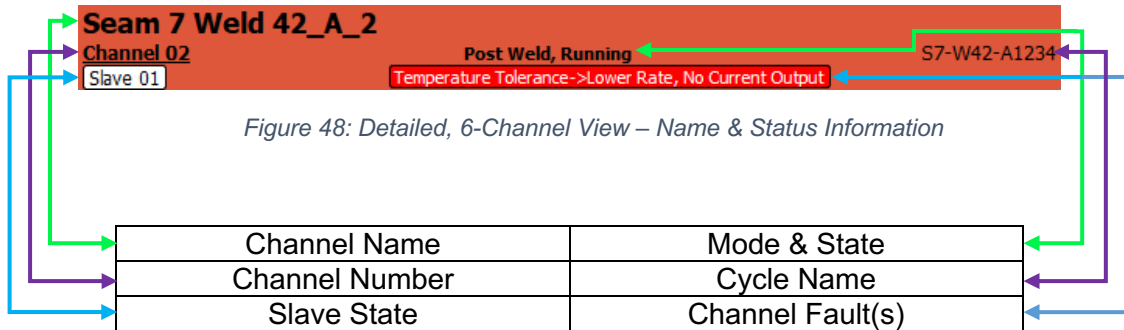 Seam 7 Weld 42_A_2
Channel 02 Post Weld, Running S7-W42-A1234
Slave 01 Temperature Tolerance->Lower Rate, No Current Output
Figure 48: Detailed, 6-Channel View – Name & Status Information
Channel Name Mode & State
Channel Number Cycle Name
Slave State Channel Fault(s)